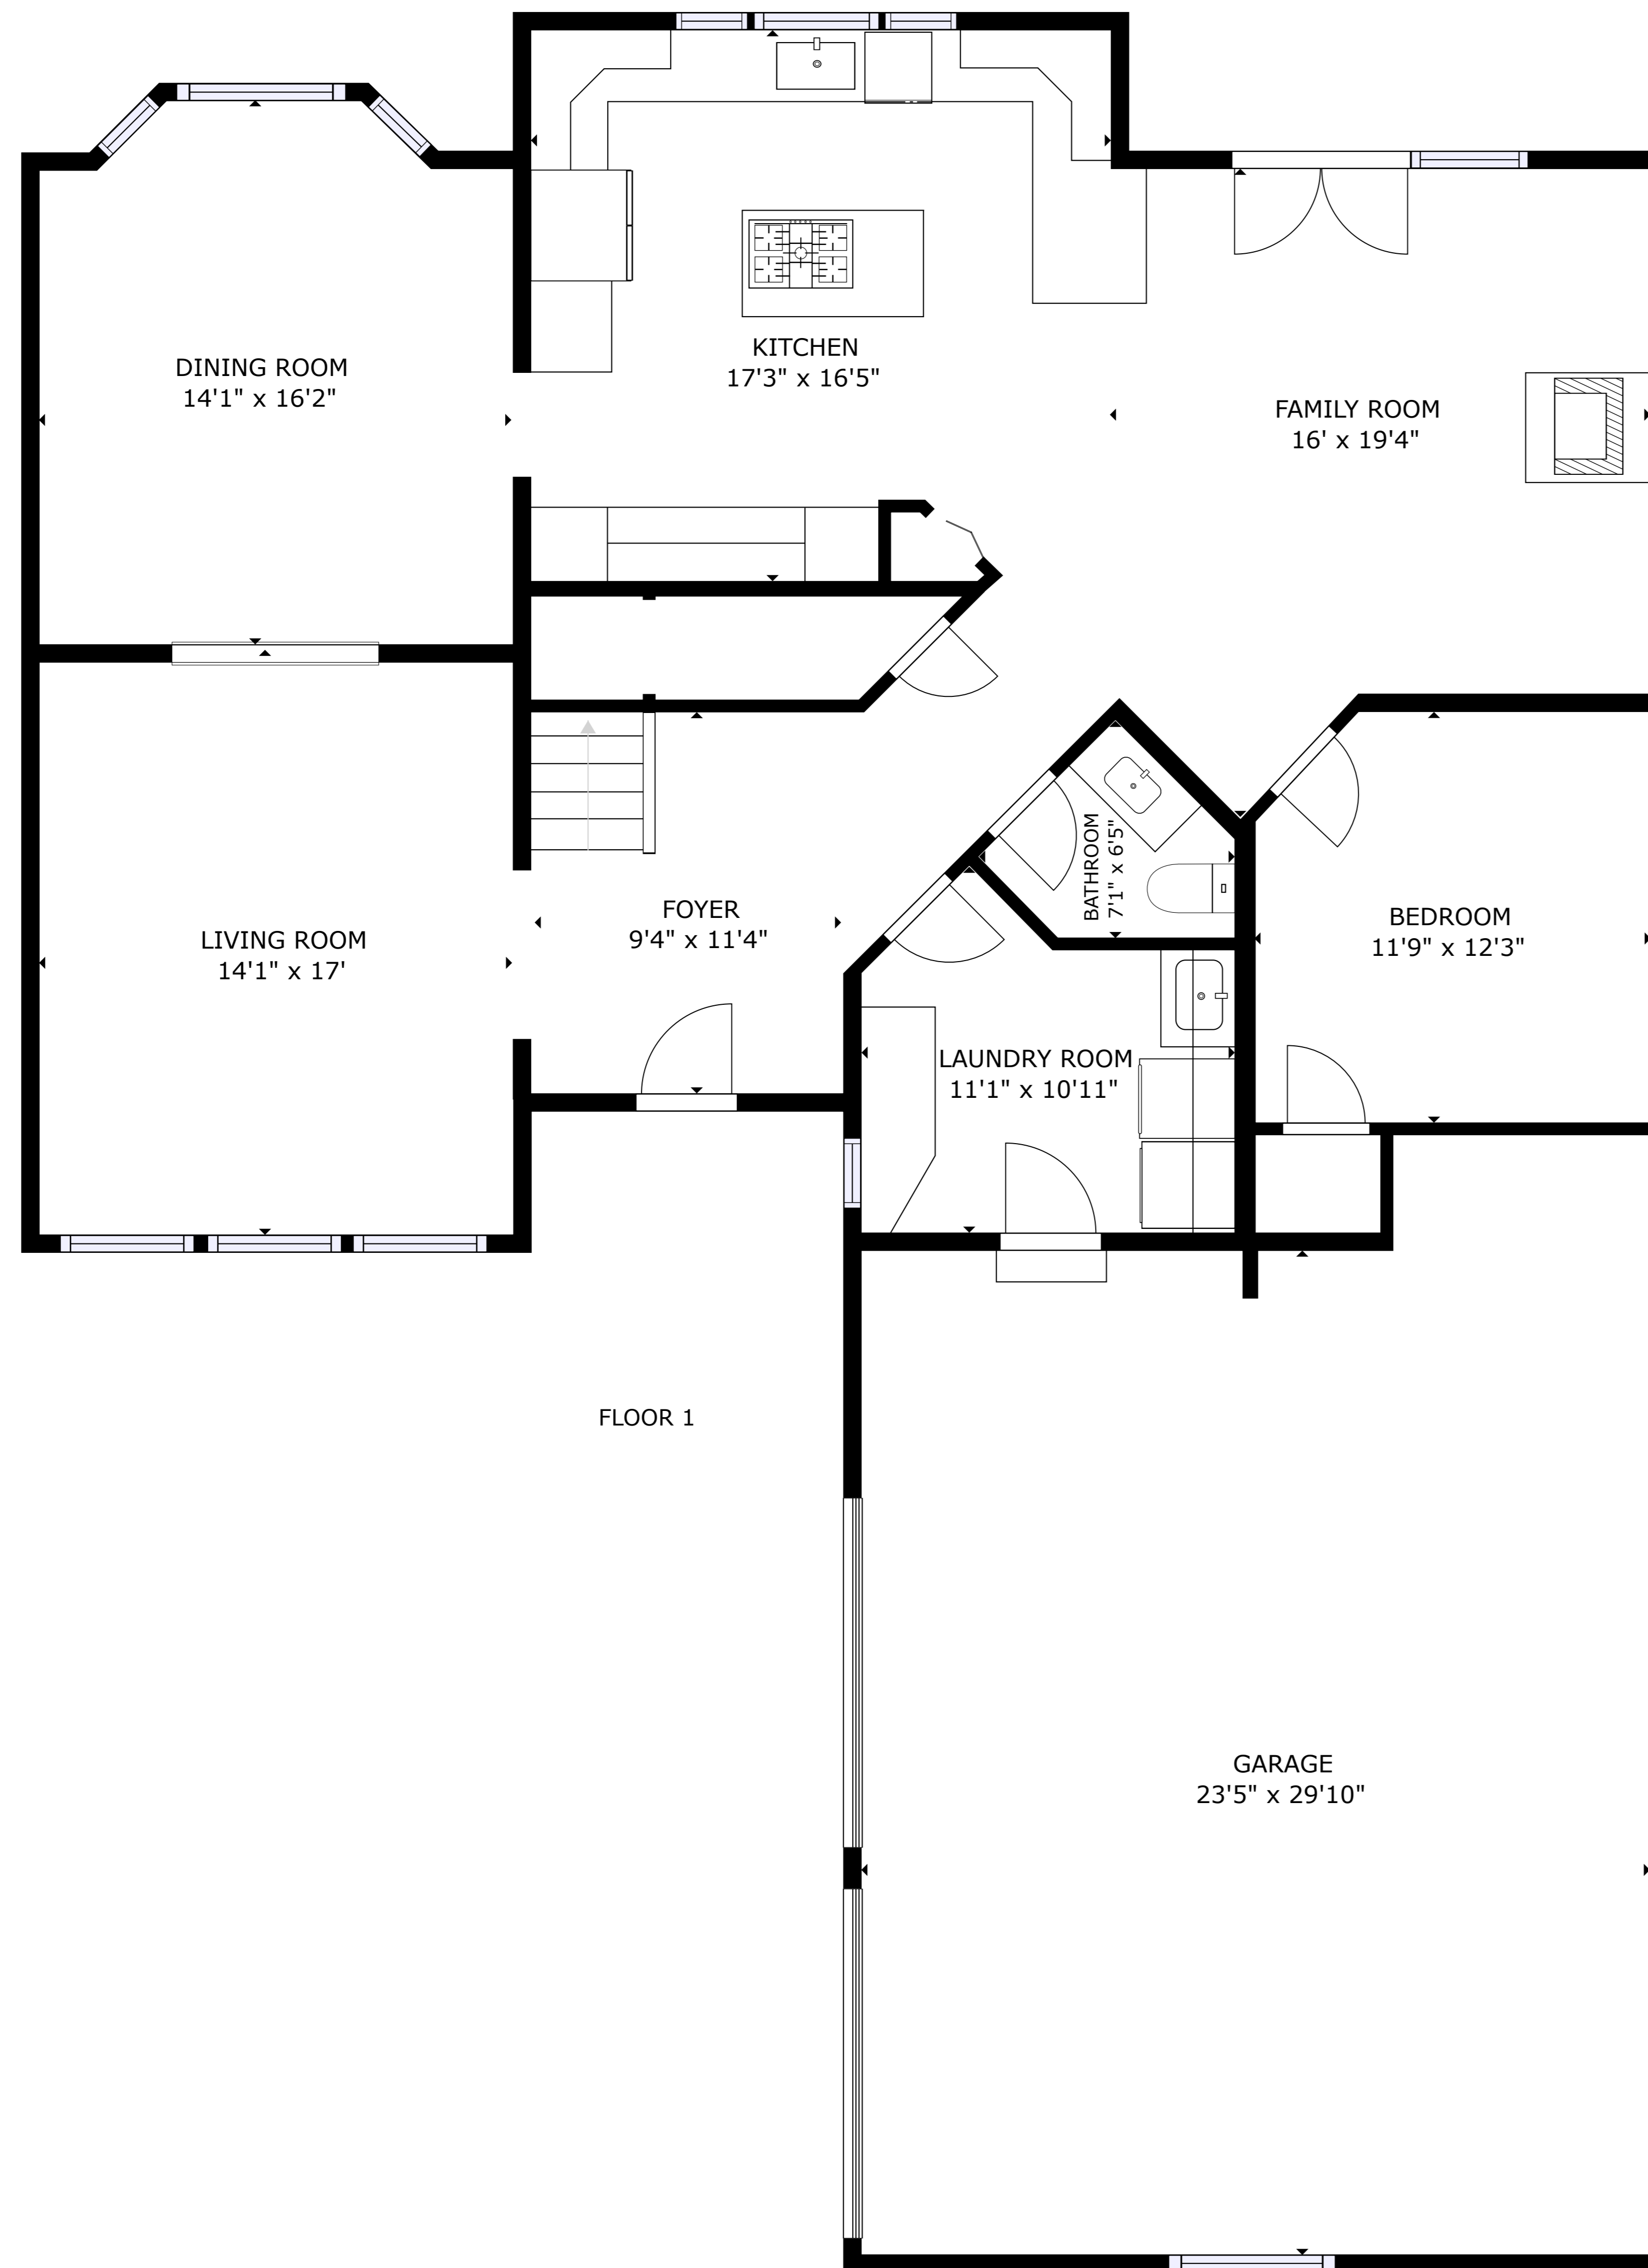 KITCHEN
17'3" x 16'5"
DINING ROOM
14'1" x 16'2"
FAMILY ROOM
16' x 19'4"
BATHROOM
7'1" x 6'5"
FOYER
9'4" x 11'4"
BEDROOM
11'9" x 12'3"
LIVING ROOM
14'1" x 17'
LAUNDRY ROOM
11'1" x 10'11"
FLOOR 1
GARAGE
23'5" x 29'10"